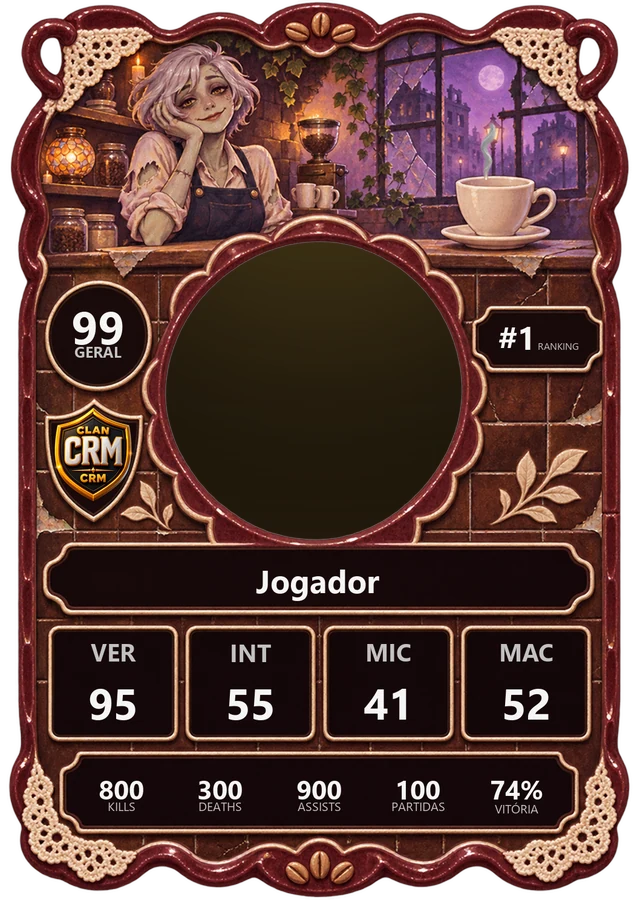 99
GERAL
#1 RANKING
CLAN
CRM
CRM
Jogador
VER INT MIC MAC
95 55 41 52
800 300 900 100 74%
KILLS DEATHS ASSISTS PARTIDAS VITÓRIA